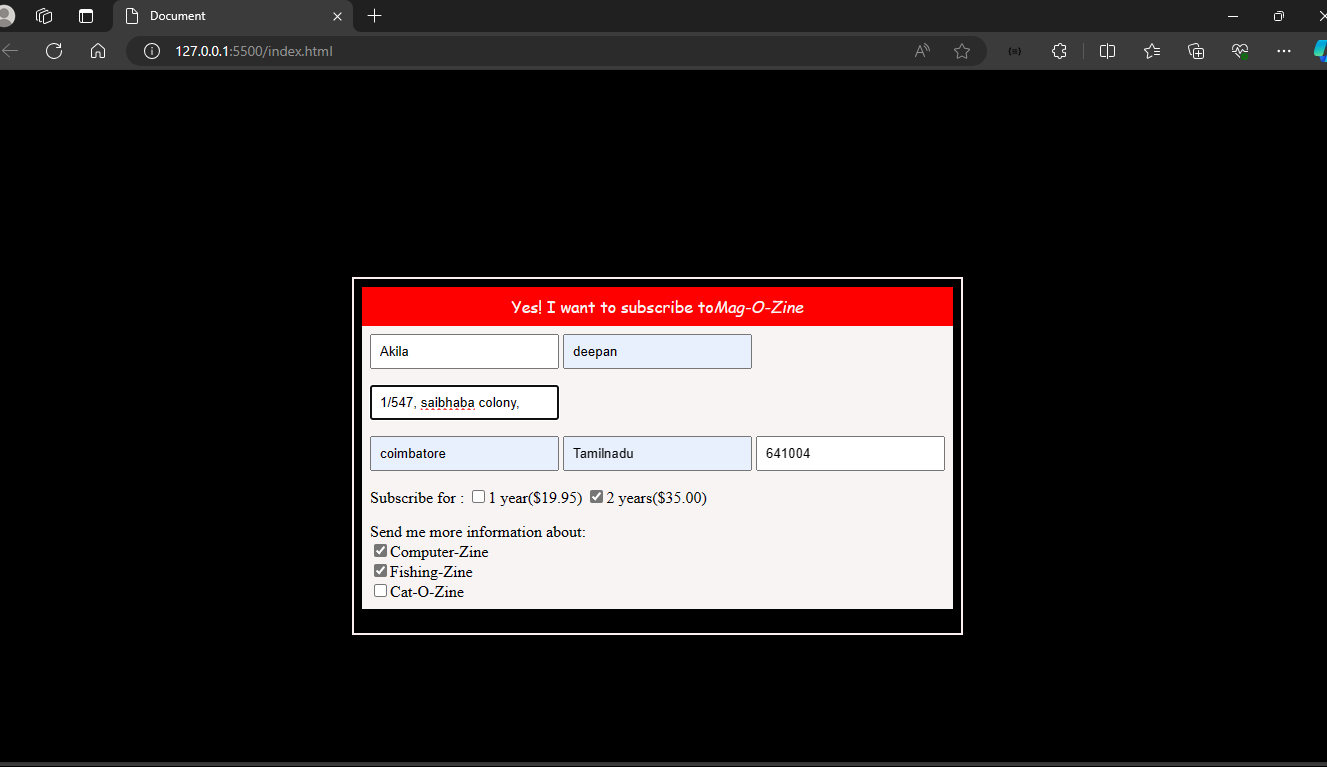 Document
127.0.0.1:5500/index.html
Yes! I want to subscribe toMag-O-Zine
Akila deepan
1/547, saibhaba colony,
coimbatore Tamilnadu 641004
Subscribe for : 1 year($19.95) 2 years($35.00)
Send me more information about:
Computer-Zine
Fishing-Zine
Cat-O-Zine